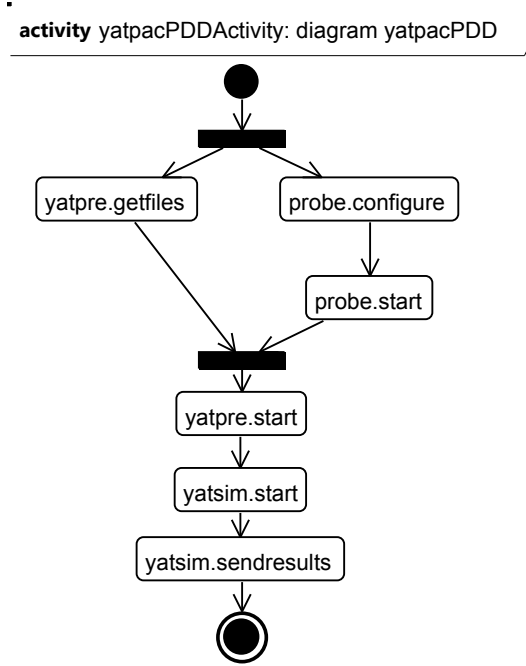 activity yatpacPDDActivity: diagram yatpacPDD
yatpre.getfiles
probe.configure
probe.start
yatpre.start
yatsim.start
yatsim.sendresults